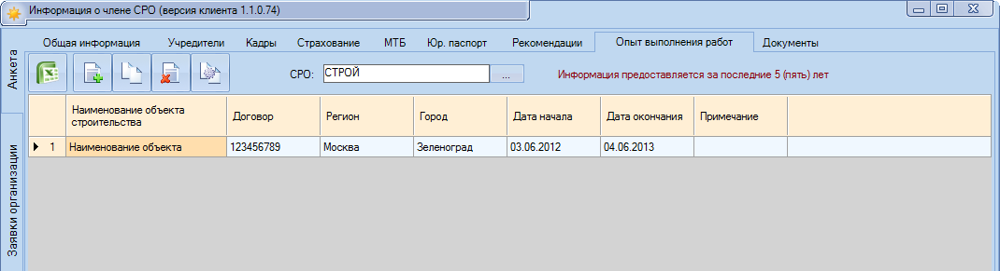 Информация о члене СРО (версия клиента 1.1.0.74)
Общая информация Учредители Кадры Страхование МТБ Юр. паспорт Рекомендации Опыт выполнения работ Документы
Анкета
СРО: СТРОЙ ... Информация предоставляется за последние 5 (пять) лет
Наименование объекта строительства Договор Регион Город Дата начала Дата окончания Примечание
1 Наименование объекта 123456789 Москва Зеленоград 03.06.2012 04.06.2013
Заявки организации